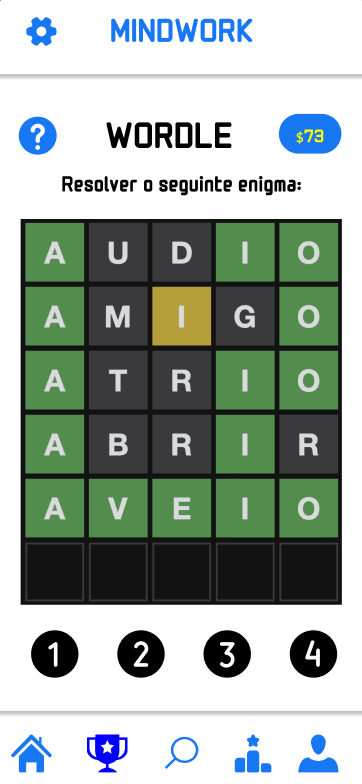 MINDWORK
WORDLE
$73
Resolver o seguinte enigma:
A U D I O
A M I G O
A T R I O
A B R I R
A V E I O
1 2 3 4